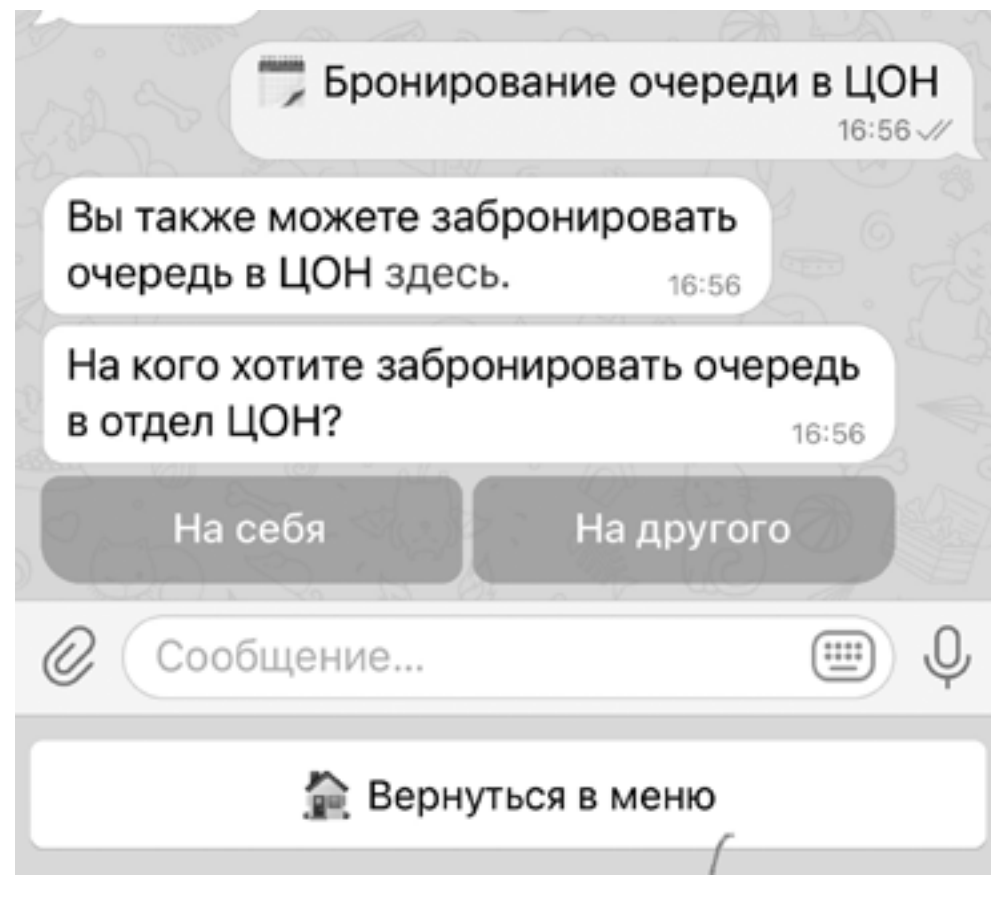 Бронирование очереди в ЦОН
16:56
Вы также можете забронировать
очередь в ЦОН здесь.
16:56
На кого хотите забронировать очередь
в отдел ЦОН?
16:56
На себя
На другого
Сообщение...
Вернуться в меню